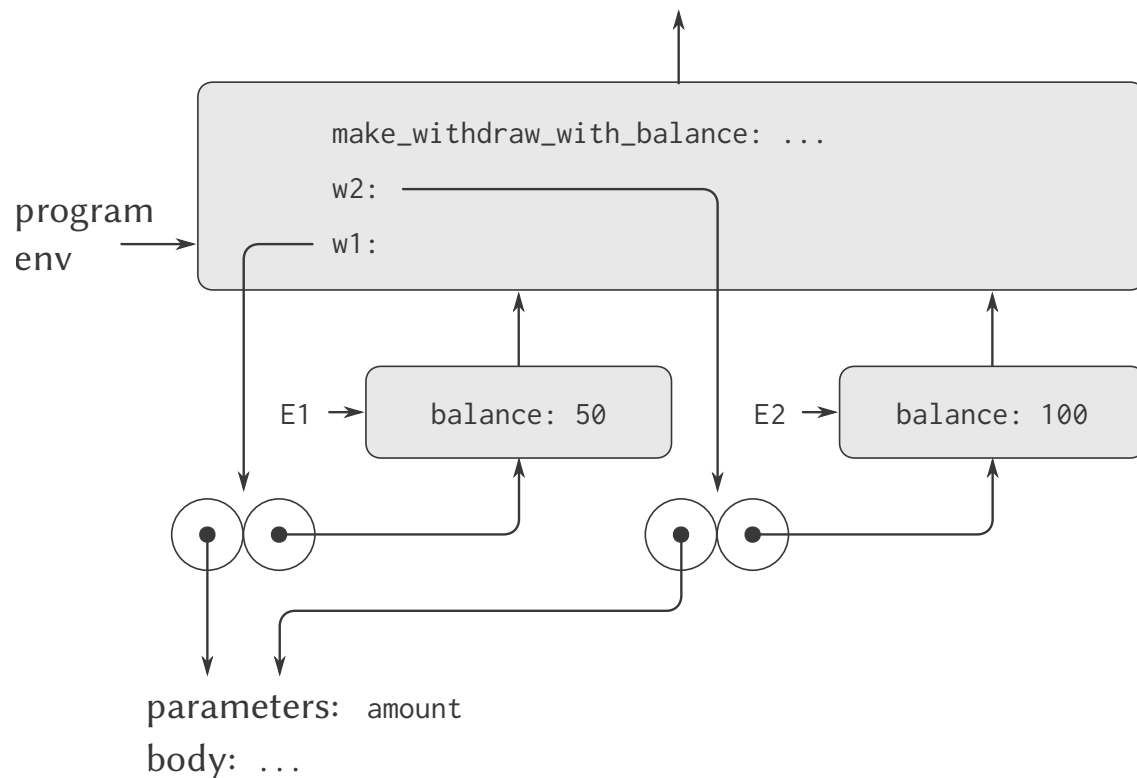 make_withdraw_with_balance: ...
w2:
program
env
w1:
E1
balance: 50
E2
balance: 100
parameters: amount
body: ...